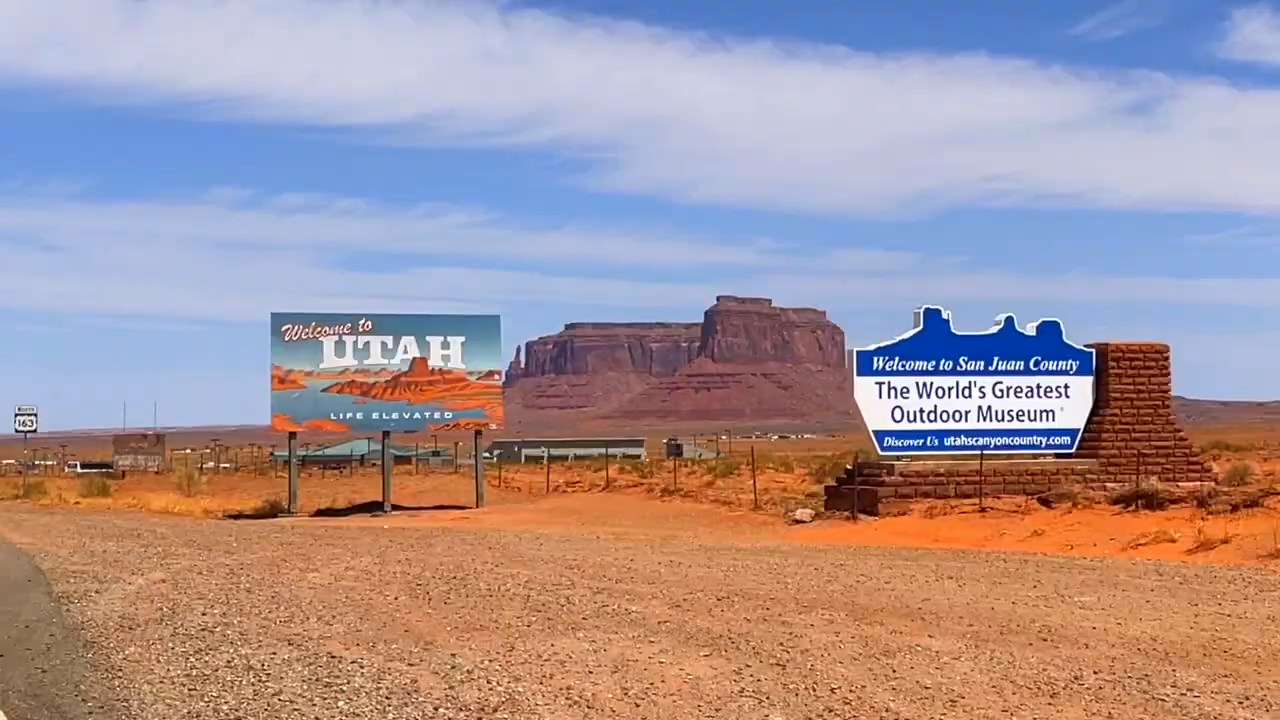 NORTH
163
Welcome to
UTAH
LIFE ELEVATED
Welcome to San Juan County
The World's Greatest
Outdoor Museum
Discover Us utahscanyoncountry.com